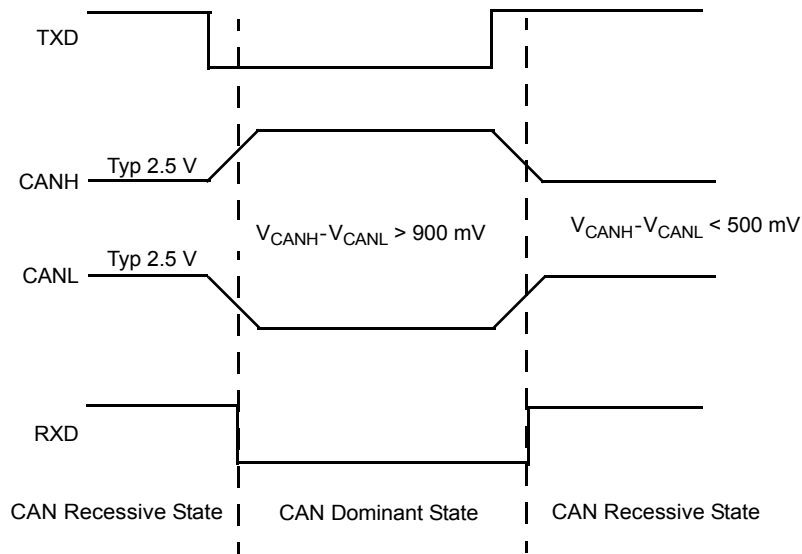 TXD
Typ 2.5 V
CANH
V_CANH-V_CANL > 900 mV
V_CANH-V_CANL < 500 mV
Typ 2.5 V
CANL
RXD
CAN Recessive State
CAN Dominant State
CAN Recessive State